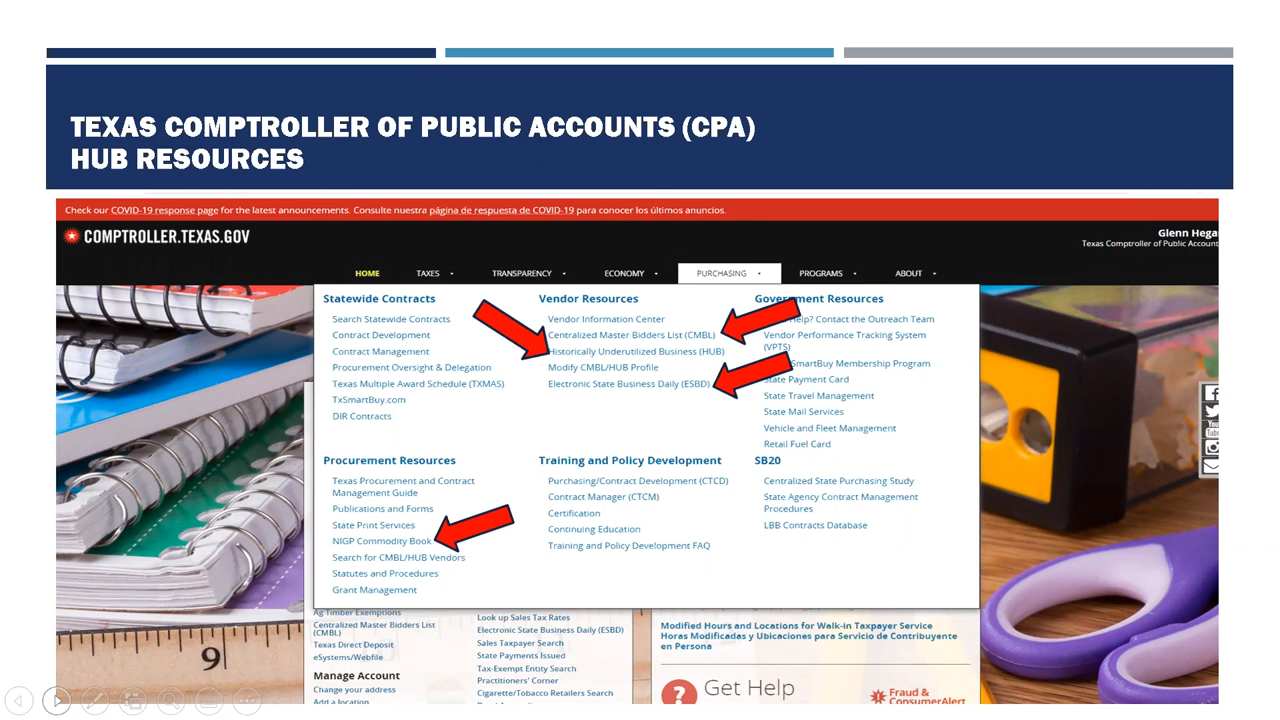 TEXAS COMPTROLLER OF PUBLIC ACCOUNTS (CPA)
HUB RESOURCES
Check our COVID-19 response page for the latest announcements. Consulte nuestra página de respuesta de COVID-19 para conocer los últimos anuncios.
COMPTROLLER.TEXAS.GOV
Glenn Hega
Texas Comptroller of Public Account
HOME TAXES TRANSPARENCY ECONOMY PURCHASING PROGRAMS ABOUT
Statewide Contracts
Search Statewide Contracts
Contract Development
Contract Management
Procurement Oversight & Delegation
Texas Multiple Award Schedule (TXMAS)
TxSmartBuy.com
DIR Contracts
Vendor Resources
Vendor Information Center
Centralized Master Bidders List (CMBL)
Historically Underutilized Business (HUB)
Modify CMBL/HUB Profile
Electronic State Business Daily (ESBD)
Government Resources
Help? Contact the Outreach Team
Vendor Performance Tracking System
(VPTS)
SmartBuy Membership Program
State Payment Card
State Travel Management
State Mail Services
Vehicle and Fleet Management
Retail Fuel Card
Procurement Resources
Texas Procurement and Contract
Management Guide
Publications and Forms
State Print Services
NIGP Commodity Book
Search for CMBL/HUB Vendors
Statutes and Procedures
Grant Management
Training and Policy Development
Purchasing/Contract Development (CTCD)
Contract Manager (CTCM)
Certification
Continuing Education
Training and Policy Development FAQ
SB20
Centralized State Purchasing Study
State Agency Contract Management
Procedures
LBB Contracts Database
Ag Timber Exemptions
Centralized Master Bidders List
(CMBL)
Texas Direct Deposit
eSystems/Webfile
Manage Account
Change your address
Add a location
Look up Sales Tax Rates
Electronic State Business Daily (ESBD)
Sales Taxpayer Search
State Payments Issued
Tax-Exempt Entity Search
Practitioners' Corner
Cigarette/Tobacco Retailers Search
Modified Hours and Locations for Walk-in Taxpayer Service
Horas Modificadas y Ubicaciones para Servicio de Contribuyente
en Persona
? Get Help
Fraud &
ConsumerAlert
9